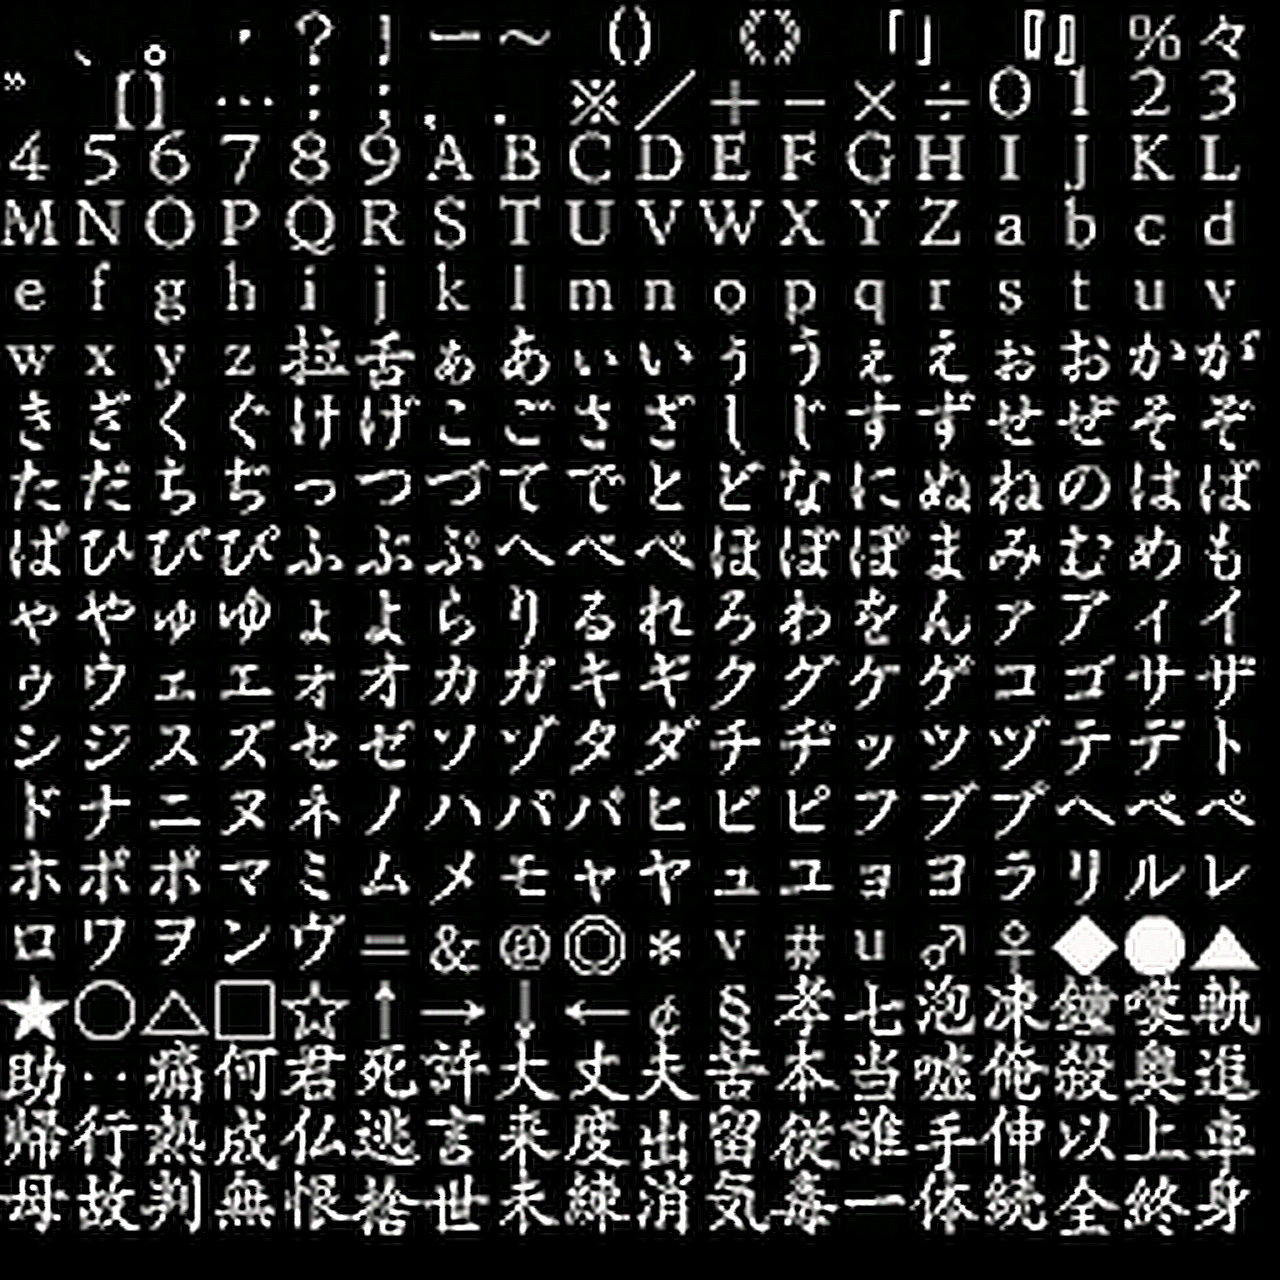 、。・?!ー〜()《》「」『』%々
”[]…:;,.※/+−×÷0123
456789ABCDEFGHIJKL
MNOPQRSTUVWXYZabcd
efghijklmnopqrstuv
wxyz拉舌ぁあぃいぅうぇえぉおかが
きぎくぐけげこごさざしじすずせぜそぞ
ただちぢっつづてでとどなにぬねのはば
ぱひびぴふぶぷへべぺほぼぽまみむめも
ゃやゅゆょよらりるれろわをんァアィイ
ゥウェエォオカガキギクグケゲコゴサザ
シジスズセゼソゾタダチヂッツヅテデト
ドナニヌネノハバパヒビピフブプヘベペ
ホボポマミムメモャヤュユョヨラリルレ
ロワヲンヴ=&@◎*v#u♂♀◆●▲
★○△□☆↑→↓←¢§孝七泡凍鐘喫軌
助‥痛何君死許大丈夫苦本当嘘俺殺奥進
帰行熱成仏逃言来度出留従誰手伸以上車
母故判無恨捨世未練消気毒一体続全終身